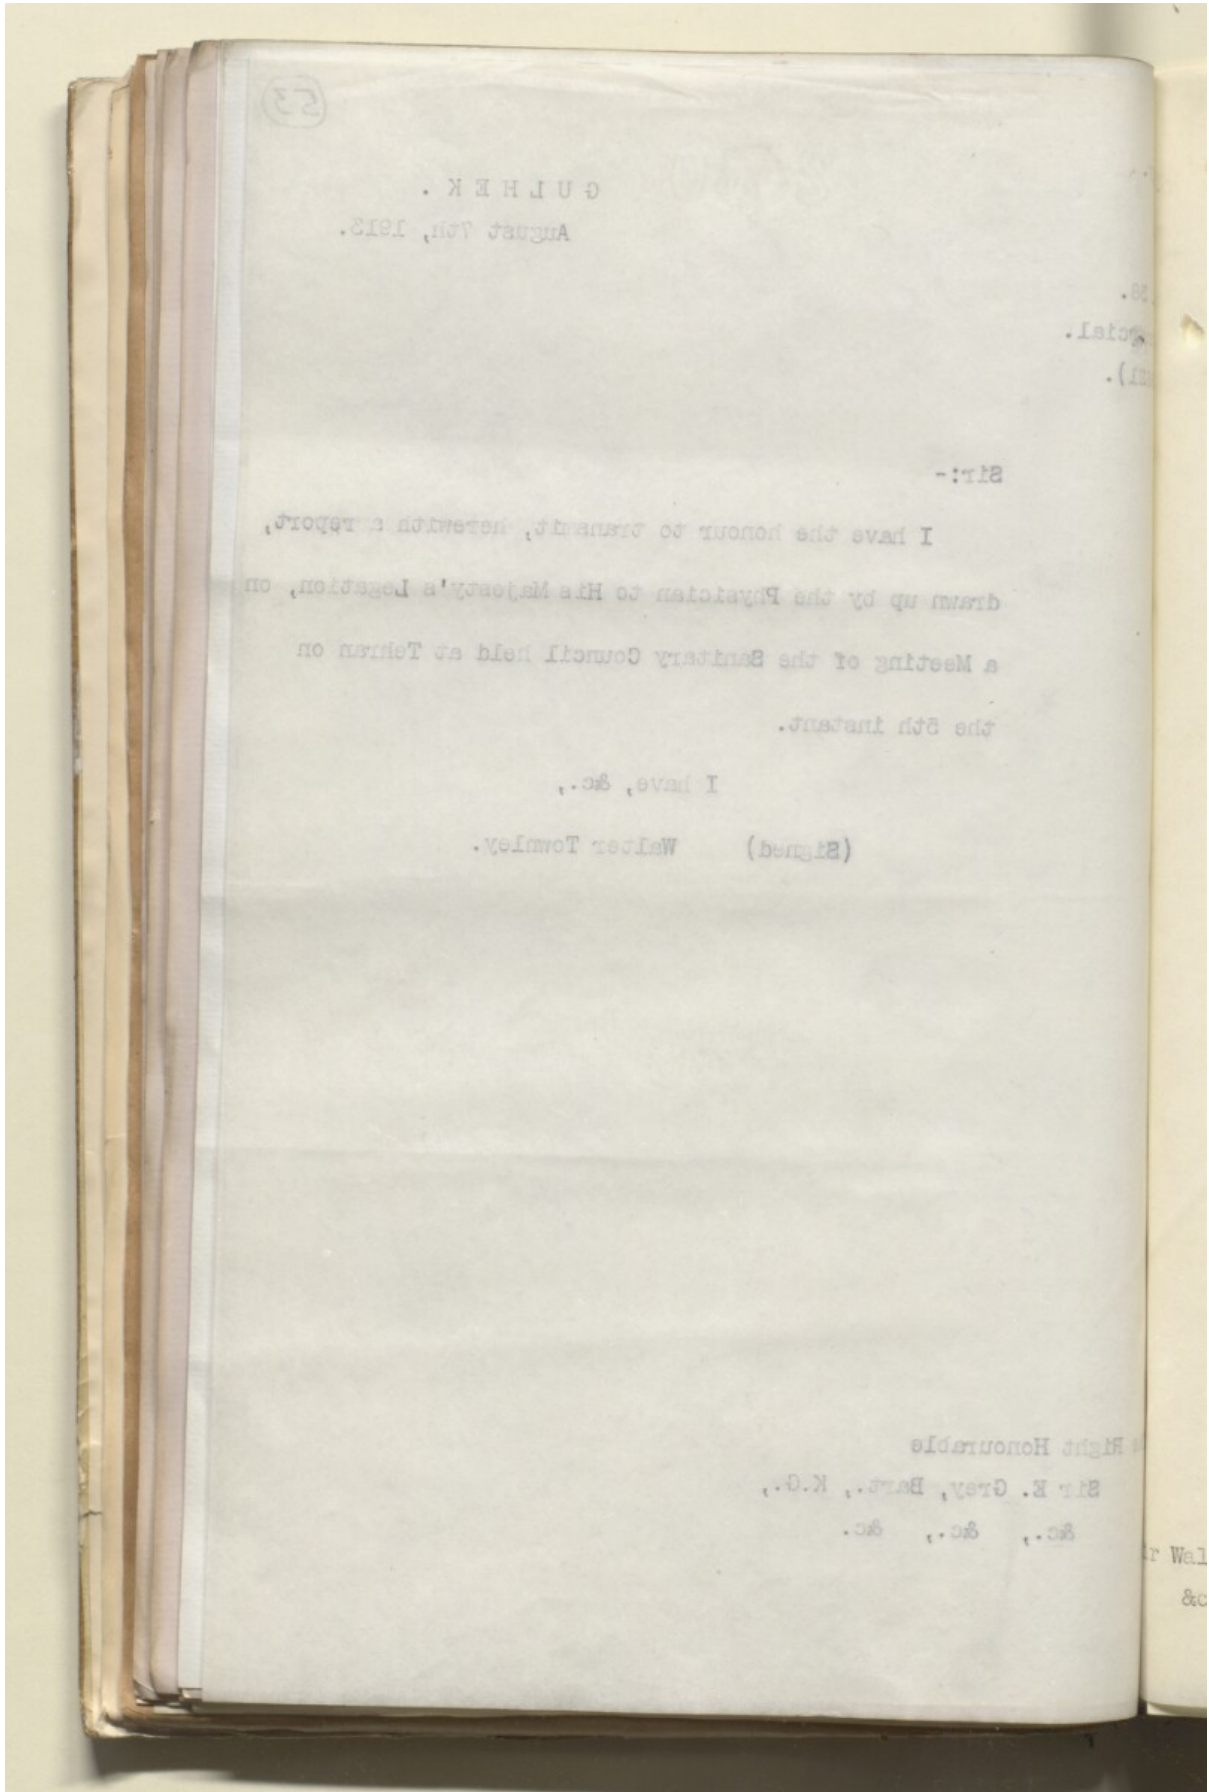 53
GULHEK.
August 7th, 1913.
Sir:-
I have the honour to transmit, herewith a report,
drawn up by the Physician to His Majesty's Legation, on
a Meeting of the Sanitary Council held at Tehran on
the 5th instant.
I have, &c.,
(Signed) Walter Townley.
Right Honourable
Sir E. Grey, Bart., K.G.,
&c., &c., &c.
r Wal
&c